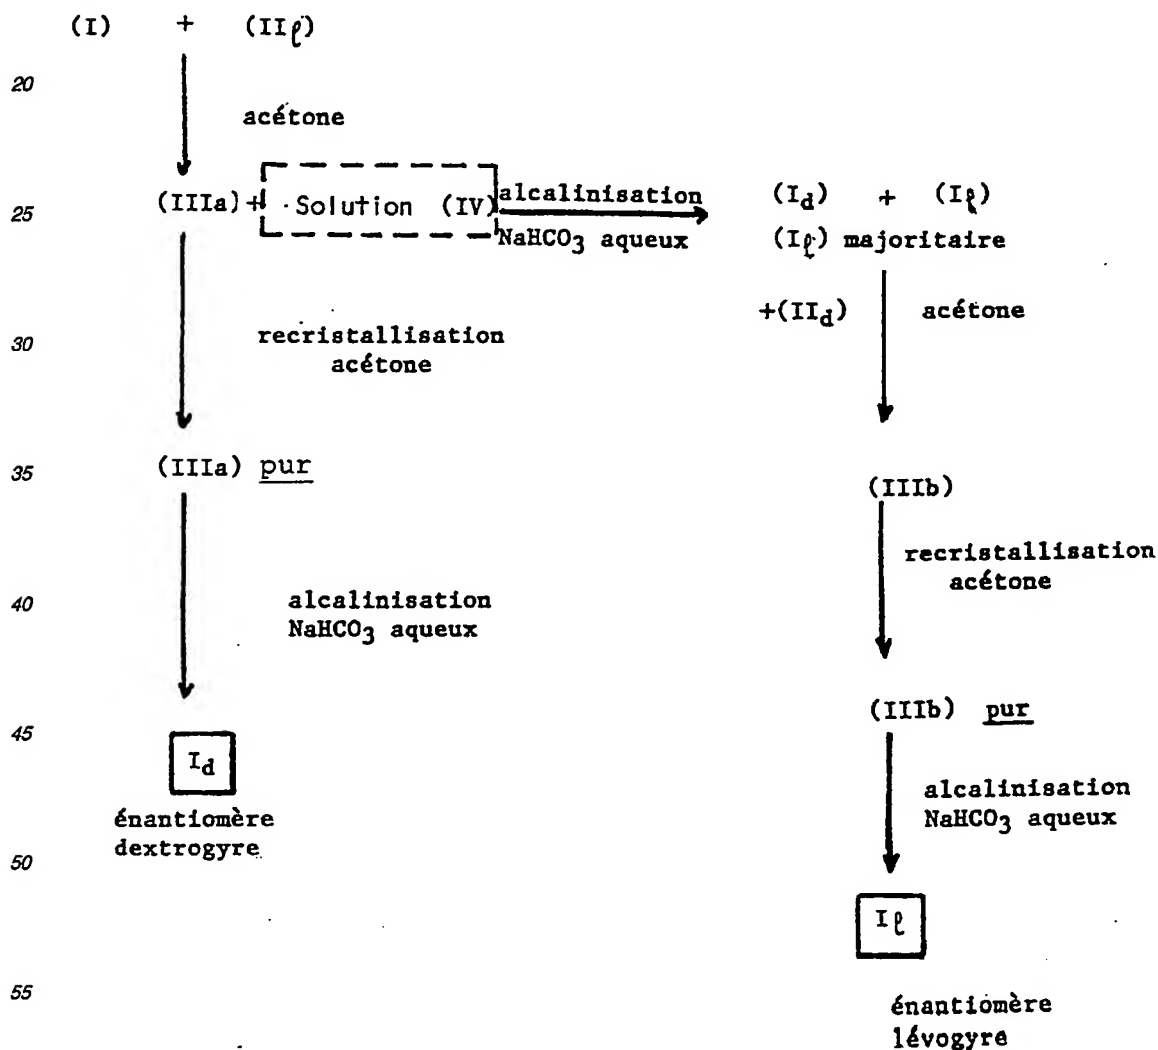 (I) + (IIℓ)
20
acétone
(IIIa) + Solution (IV) alcalinisation (Id) + (Iℓ)
25
NaHCO3 aqueux (Iℓ) majoritaire
+(IId) acétone
30
recristallisation
acétone
35
(IIIa) pur
(IIIb)
recristallisation
acétone
40
alcalinisation
NaHCO3 aqueux
(IIIb) pur
45
Id
alcalinisation
NaHCO3 aqueux
énantiomère
dextrogyre
50
Iℓ
55
énantiomère
lévogyre